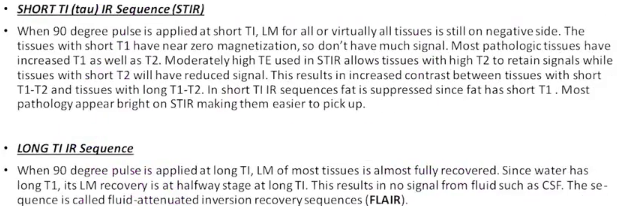 • SHORT TI (tau) IR Sequence (STIR)
• When 90 degree pulse is applied at short TI, LM for all or virtually all tissues is still on negative side. The
tissues with short T1 have near zero magnetization, so don't have much signal. Most pathologic tissues have
increased T1 as well as T2. Moderately high TE used in STIR allows tissues with high T2 to retain signals while
tissues with short T2 will have reduced signal. This results in increased contrast between tissues with short
T1-T2 and tissues with long T1-T2. In short TI IR sequences fat is suppressed since fat has short T1 . Most
pathology appear bright on STIR making them easier to pick up.
• LONG TI IR Sequence
• When 90 degree pulse is applied at long TI, LM of most tissues is almost fully recovered. Since water has
long T1, its LM recovery is at halfway stage at long TI. This results in no signal from fluid such as CSF. The se-
quence is called fluid-attenuated inversion recovery sequences (FLAIR).